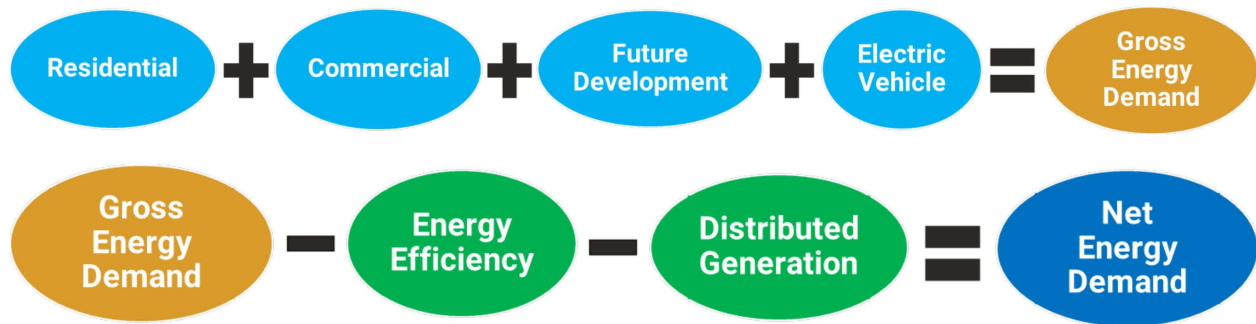 Residential + Commercial + Future Development + Electric Vehicle = Gross Energy Demand
Gross Energy Demand - Energy Efficiency - Distributed Generation = Net Energy Demand